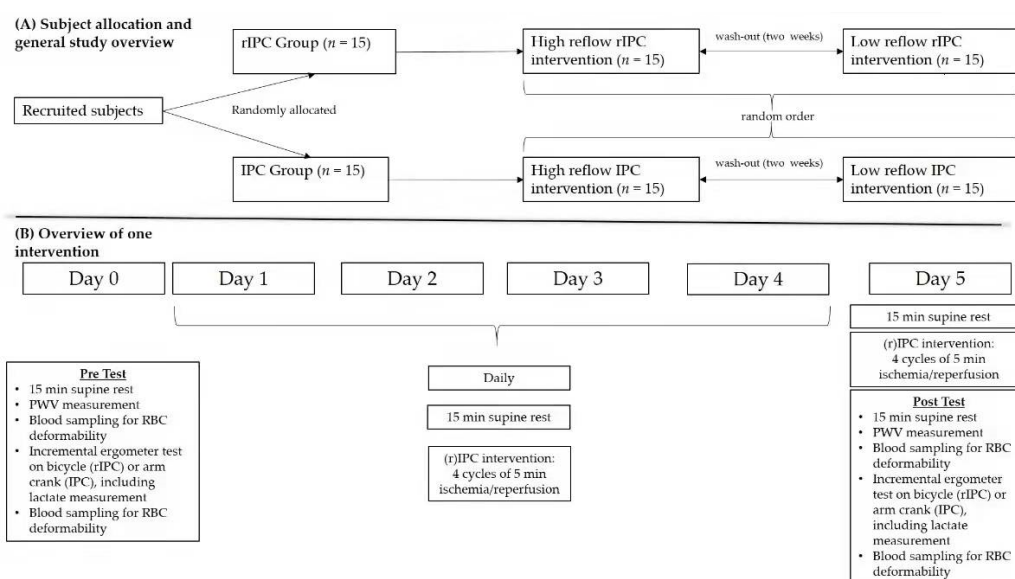 (A) Subject allocation and
general study overview
rIPC Group (n = 15)
High reflow rIPC
intervention (n = 15)
wash-out (two weeks)
Low reflow rIPC
intervention (n = 15)
Recruited subjects
Randomly allocated
random order
IPC Group (n = 15)
High reflow IPC
intervention (n = 15)
wash-out (two weeks)
Low reflow IPC
intervention (n = 15)
(B) Overview of one
intervention
Day 0
Day 1
Day 2
Day 3
Day 4
Day 5
Pre Test
• 15 min supine rest
• PWV measurement
• Blood sampling for RBC
deformability
• Incremental ergometer test
on bicycle (rIPC) or arm
crank (IPC), including
lactate measurement
• Blood sampling for RBC
deformability
Daily
15 min supine rest
(r)IPC intervention:
4 cycles of 5 min
ischemia/reperfusion
15 min supine rest
(r)IPC intervention:
4 cycles of 5 min
ischemia/reperfusion
Post Test
• 15 min supine rest
• PWV measurement
• Blood sampling for RBC
deformability
• Incremental ergometer
test on bicycle (rIPC) or
arm crank (IPC),
including lactate
measurement
• Blood sampling for RBC
deformability